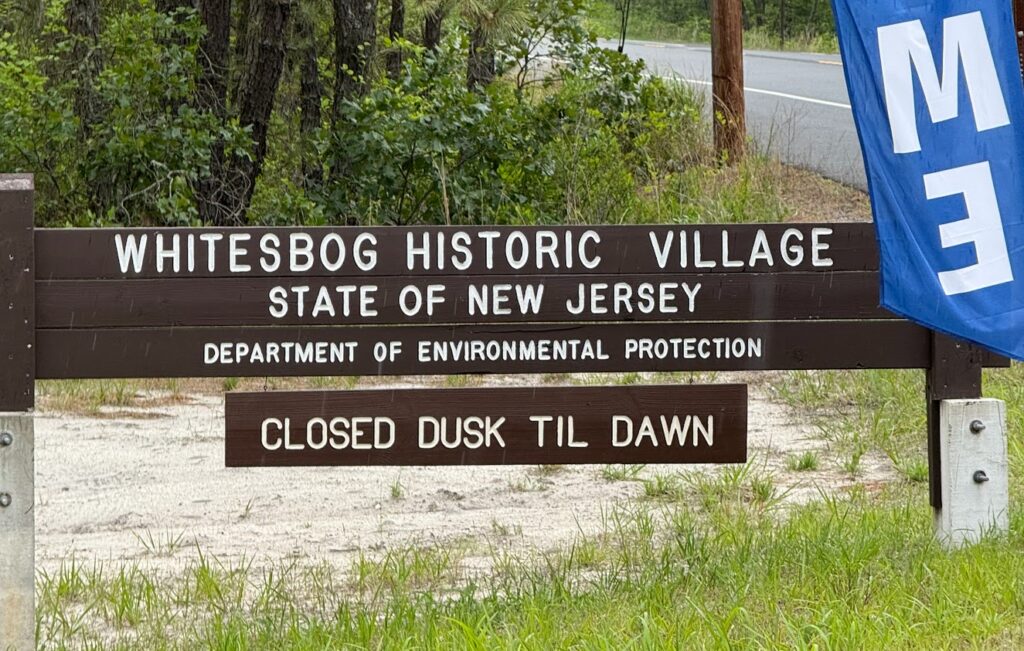 WHITESBOG HISTORIC VILLAGE
STATE OF NEW JERSEY
DEPARTMENT OF ENVIRONMENTAL PROTECTION
CLOSED DUSK TIL DAWN
M
E